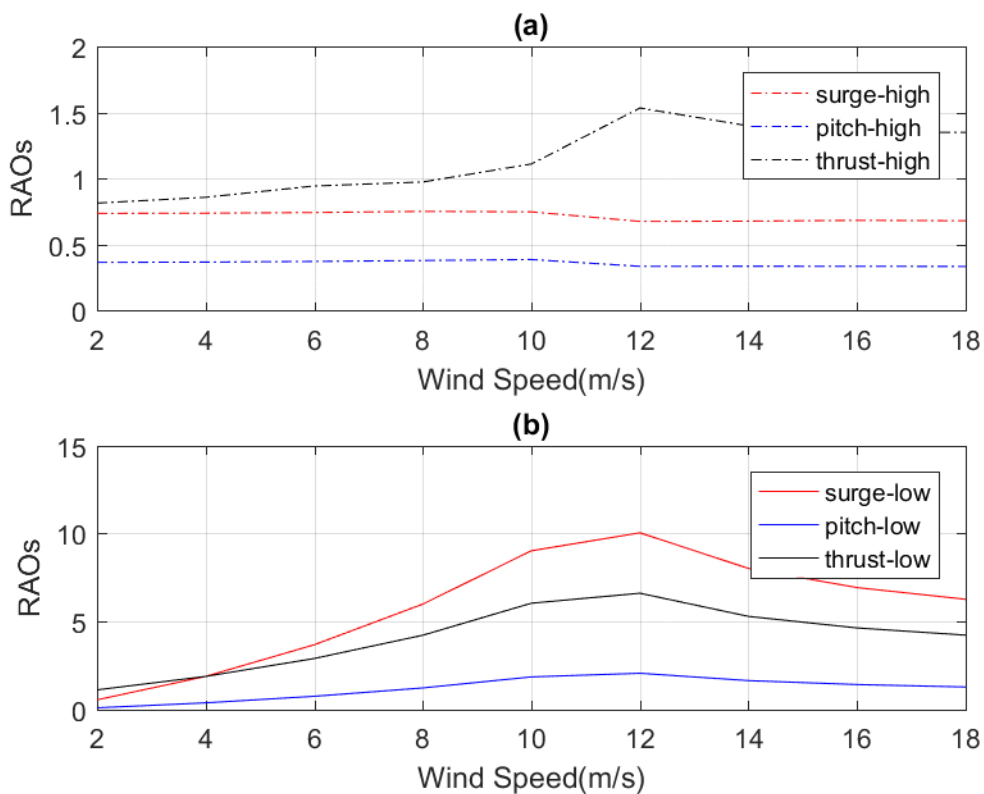 (a)
2
1.5
1
0.5
0
RAOs
surge-high
pitch-high
thrust-high
2 4 6 8 10 12 14 16 18
Wind Speed(m/s)
(b)
15
10
5
0
RAOs
surge-low
pitch-low
thrust-low
2 4 6 8 10 12 14 16 18
Wind Speed(m/s)